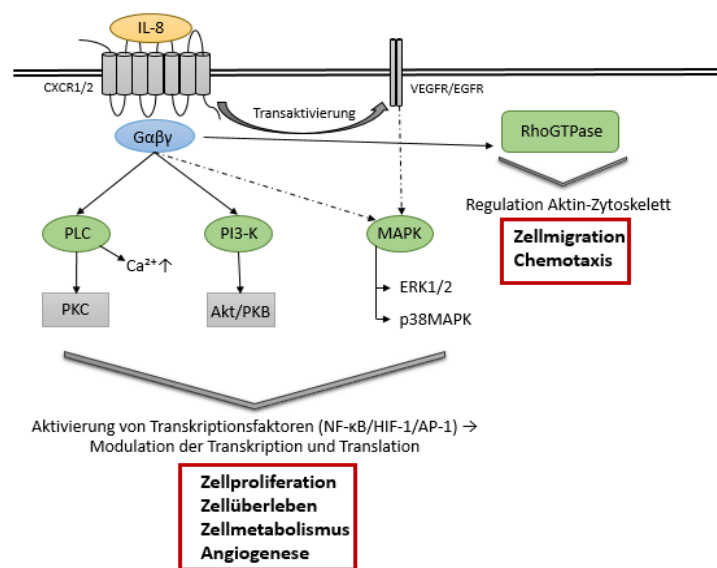 IL-8
CXCR1/2
VEGFR/EGFR
Transaktivierung
Gαβγ
RhoGTPase
Regulation Aktin-Zytoskelett
Zellmigration
Chemotaxis
PLC
PI3-K
MAPK
Ca²⁺↑
ERK1/2
PKC
Akt/PKB
p38MAPK
Aktivierung von Transkriptionsfaktoren (NF-κB/HIF-1/AP-1) →
Modulation der Transkription und Translation
Zellproliferation
Zellüberleben
Zellmetabolismus
Angiogenese